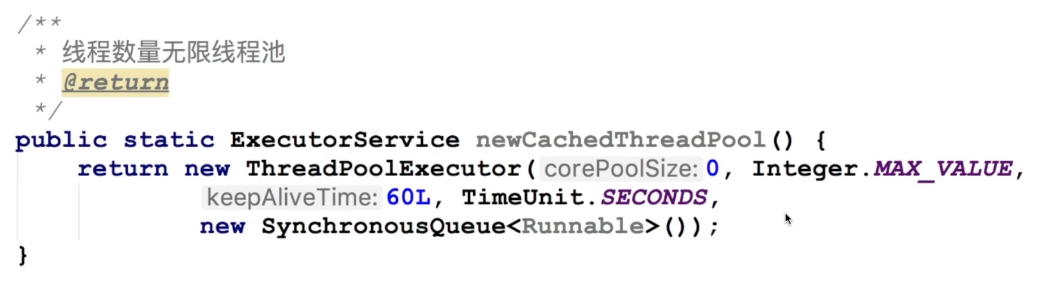 /**
* 线程数量无限线程池
* @return
*/
public static ExecutorService newCachedThreadPool() {
return new ThreadPoolExecutor( corePoolSize: 0, Integer.MAX_VALUE,
keepAliveTime: 60L, TimeUnit.SECONDS,
new SynchronousQueue<Runnable>());
}